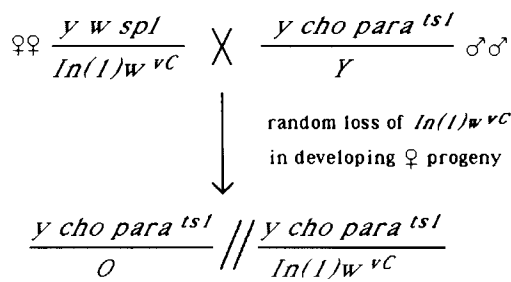 ♀♀ y w spl / In(1)w^vC X y cho para^ts1 / Y ♂♂
random loss of In(1)w^vC
in developing ♀ progeny
y cho para^ts1 / O // y cho para^ts1 / In(1)w^vC